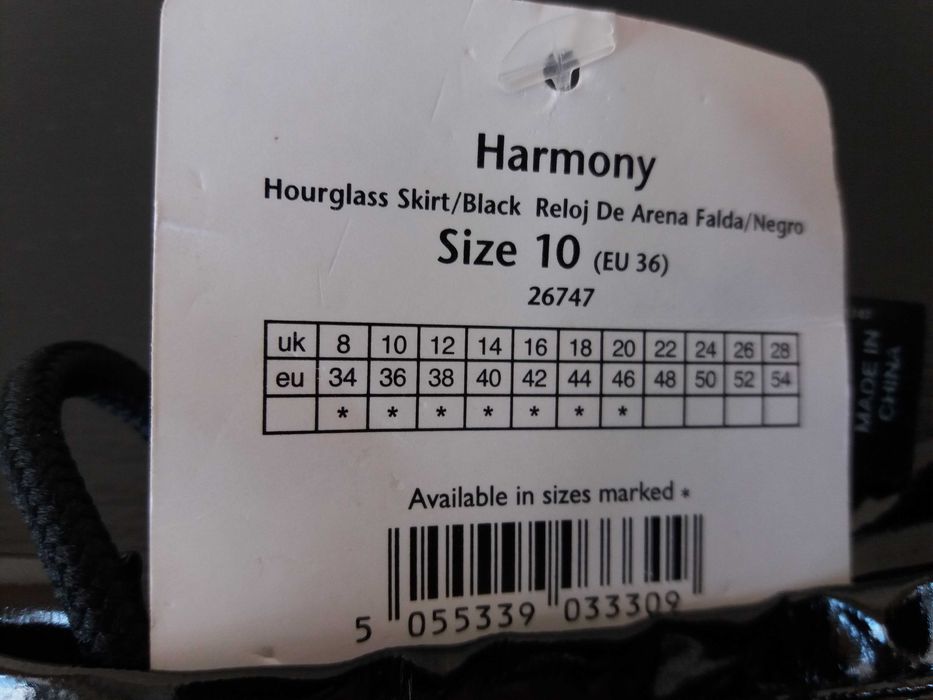 Harmony
Hourglass Skirt/Black Reloj De Arena Falda/Negro
Size 10 (EU 36)
26747
uk 8 10 12 14 16 18 20 22 24 26 28
eu 34 36 38 40 42 44 46 48 50 52 54
* * * * * * *
Available in sizes marked *
5 055339 033309
MADE IN
CHINA